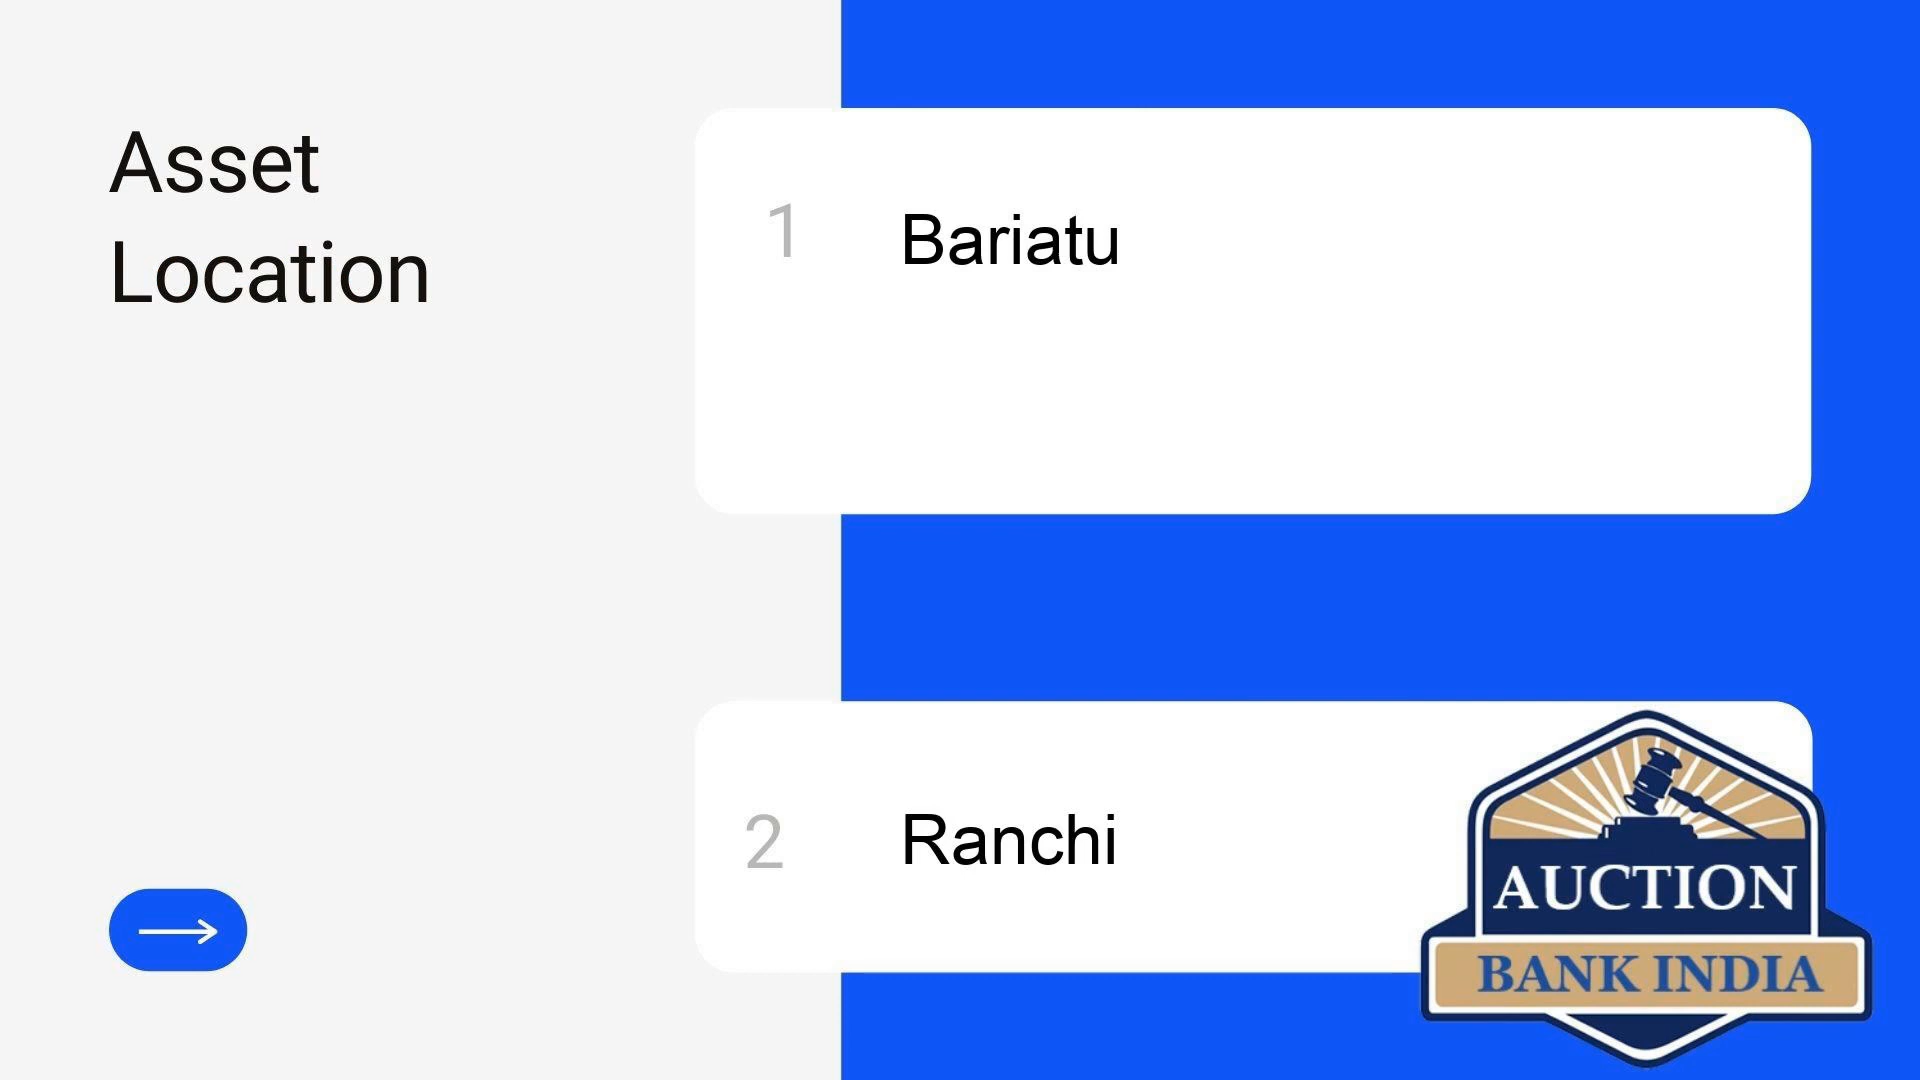 Asset
Location
1
Bariatu
2
Ranchi
AUCTION
BANK INDIA